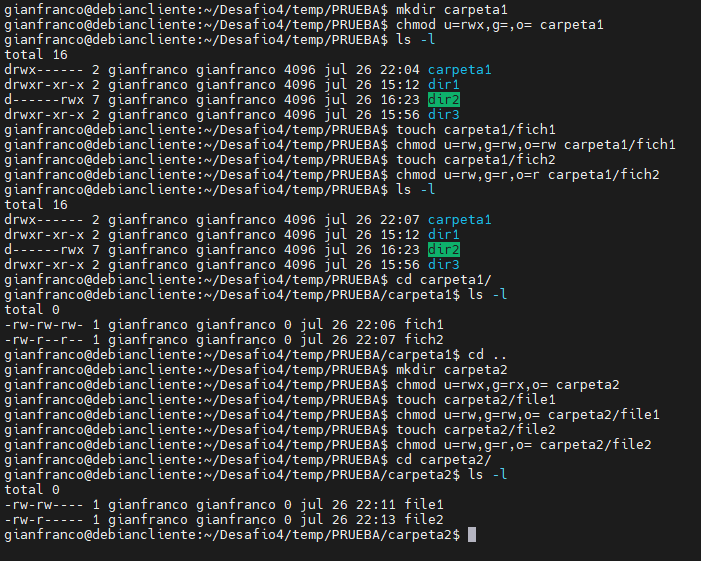 gianfranco@debiancliente:~/Desafio4/temp/PRUEBA$ mkdir carpeta1
gianfranco@debiancliente:~/Desafio4/temp/PRUEBA$ chmod u=rwx,g=,o= carpeta1
gianfranco@debiancliente:~/Desafio4/temp/PRUEBA$ ls -l
total 16
drwx------ 2 gianfranco gianfranco 4096 jul 26 22:04 carpeta1
drwxr-xr-x 2 gianfranco gianfranco 4096 jul 26 15:12 dir1
d------rwx 7 gianfranco gianfranco 4096 jul 26 16:23 dir2
drwxr-xr-x 2 gianfranco gianfranco 4096 jul 26 15:56 dir3
gianfranco@debiancliente:~/Desafio4/temp/PRUEBA$ touch carpeta1/fich1
gianfranco@debiancliente:~/Desafio4/temp/PRUEBA$ chmod u=rw,g=rw,o=rw carpeta1/fich1
gianfranco@debiancliente:~/Desafio4/temp/PRUEBA$ touch carpeta1/fich2
gianfranco@debiancliente:~/Desafio4/temp/PRUEBA$ chmod u=rw,g=r,o=r carpeta1/fich2
gianfranco@debiancliente:~/Desafio4/temp/PRUEBA$ ls -l
total 16
drwx------ 2 gianfranco gianfranco 4096 jul 26 22:07 carpeta1
drwxr-xr-x 2 gianfranco gianfranco 4096 jul 26 15:12 dir1
d------rwx 7 gianfranco gianfranco 4096 jul 26 16:23 dir2
drwxr-xr-x 2 gianfranco gianfranco 4096 jul 26 15:56 dir3
gianfranco@debiancliente:~/Desafio4/temp/PRUEBA$ cd carpeta1/
gianfranco@debiancliente:~/Desafio4/temp/PRUEBA/carpeta1$ ls -l
total 0
-rw-rw-rw- 1 gianfranco gianfranco 0 jul 26 22:06 fich1
-rw-r--r-- 1 gianfranco gianfranco 0 jul 26 22:07 fich2
gianfranco@debiancliente:~/Desafio4/temp/PRUEBA/carpeta1$ cd ..
gianfranco@debiancliente:~/Desafio4/temp/PRUEBA$ mkdir carpeta2
gianfranco@debiancliente:~/Desafio4/temp/PRUEBA$ chmod u=rwx,g=rx,o= carpeta2
gianfranco@debiancliente:~/Desafio4/temp/PRUEBA$ touch carpeta2/file1
gianfranco@debiancliente:~/Desafio4/temp/PRUEBA$ chmod u=rw,g=rw,o= carpeta2/file1
gianfranco@debiancliente:~/Desafio4/temp/PRUEBA$ touch carpeta2/file2
gianfranco@debiancliente:~/Desafio4/temp/PRUEBA$ chmod u=rw,g=r,o= carpeta2/file2
gianfranco@debiancliente:~/Desafio4/temp/PRUEBA$ cd carpeta2/
gianfranco@debiancliente:~/Desafio4/temp/PRUEBA/carpeta2$ ls -l
total 0
-rw-rw---- 1 gianfranco gianfranco 0 jul 26 22:11 file1
-rw-r----- 1 gianfranco gianfranco 0 jul 26 22:13 file2
gianfranco@debiancliente:~/Desafio4/temp/PRUEBA/carpeta2$